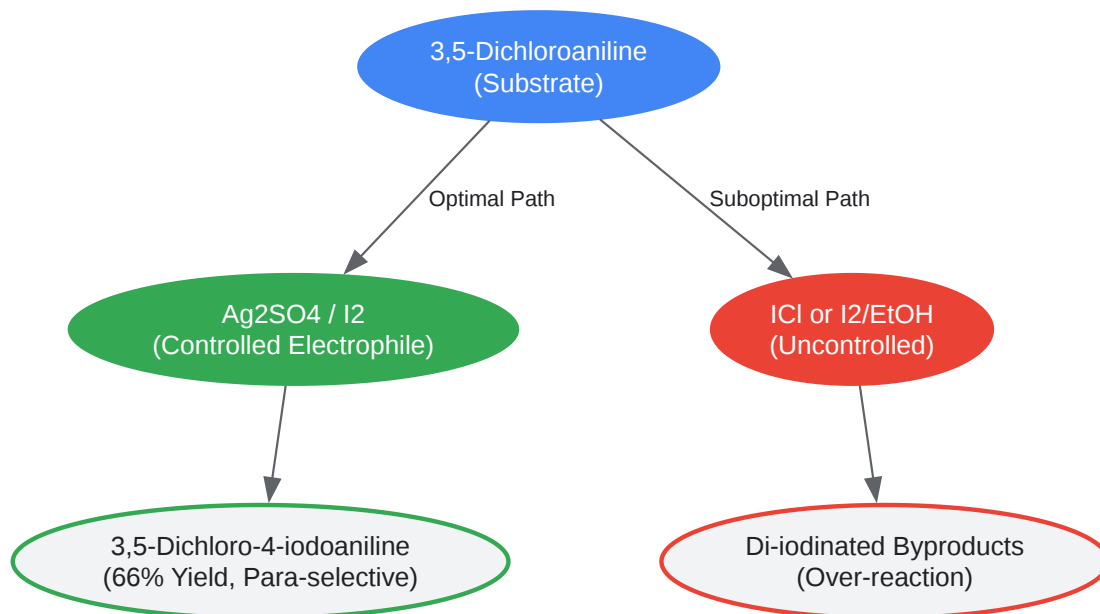 3,5-Dichloroaniline
(Substrate)
Optimal Path
Suboptimal Path
Ag2SO4 / I2
(Controlled Electrophile)
ICl or I2/EtOH
(Uncontrolled)
3,5-Dichloro-4-iodoaniline
(66% Yield, Para-selective)
Di-iodinated Byproducts
(Over-reaction)